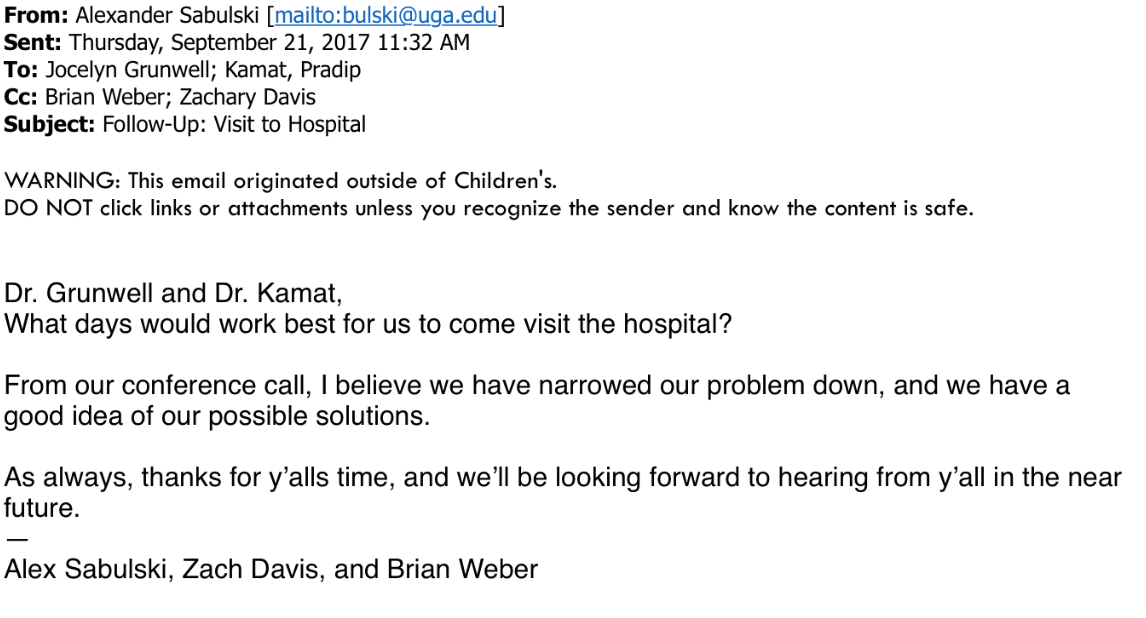 From: Alexander Sabulski [mailto:bulski@uga.edu]
Sent: Thursday, September 21, 2017 11:32 AM
To: Jocelyn Grunwell; Kamat, Pradip
Cc: Brian Weber; Zachary Davis
Subject: Follow-Up: Visit to Hospital
WARNING: This email originated outside of Children's.
DO NOT click links or attachments unless you recognize the sender and know the content is safe.
Dr. Grunwell and Dr. Kamat,
What days would work best for us to come visit the hospital?
From our conference call, I believe we have narrowed our problem down, and we have a
good idea of our possible solutions.
As always, thanks for y’alls time, and we’ll be looking forward to hearing from y’all in the near
future.
—
Alex Sabulski, Zach Davis, and Brian Weber